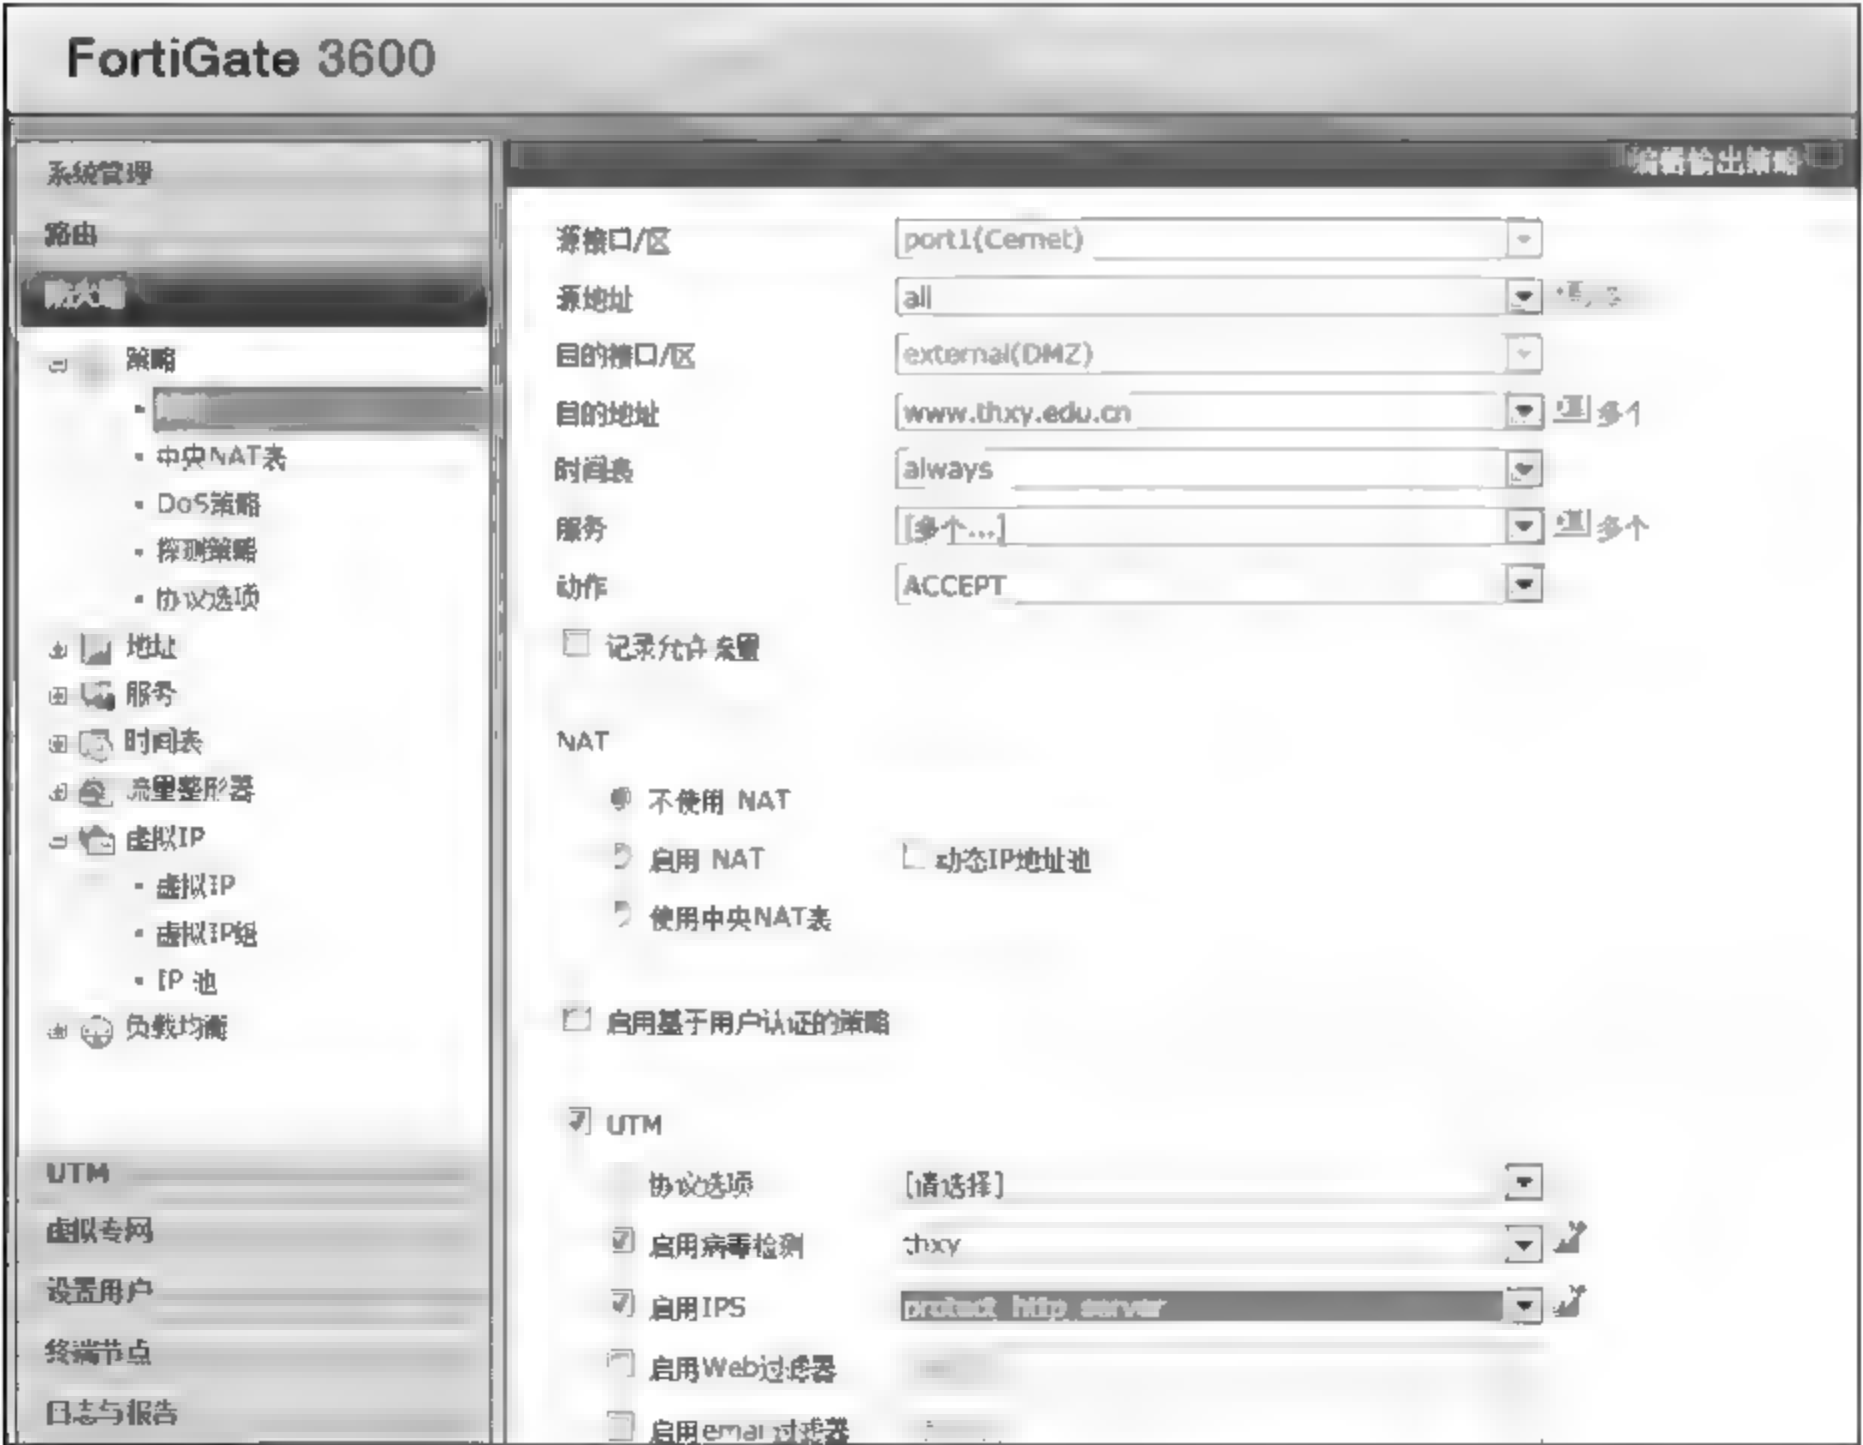 FortiGate 3600
编辑输出策略
系统管理
路由
防火墙
策略
中央NAT表
DoS策略
探测策略
协议选项
地址
服务
时间表
流量整形器
虚拟IP
虚拟IP
虚拟IP组
IP 池
负载均衡
UTM
虚拟专网
设置用户
终端节点
日志与报告
源接口/区 port1(Cernet)
源地址 all
目的接口/区 external(DMZ)
目的地址 www.thxy.edu.cn 多个
时间表 always
服务 [多个...] 多个
动作 ACCEPT
记录允许流量
NAT
不使用 NAT
启用 NAT 动态IP地址池
使用中央NAT表
启用基于用户认证的策略
UTM
协议选项 [请选择]
启用病毒检测 thxy
启用IPS protect_http_server
启用Web过滤器
启用email过滤器